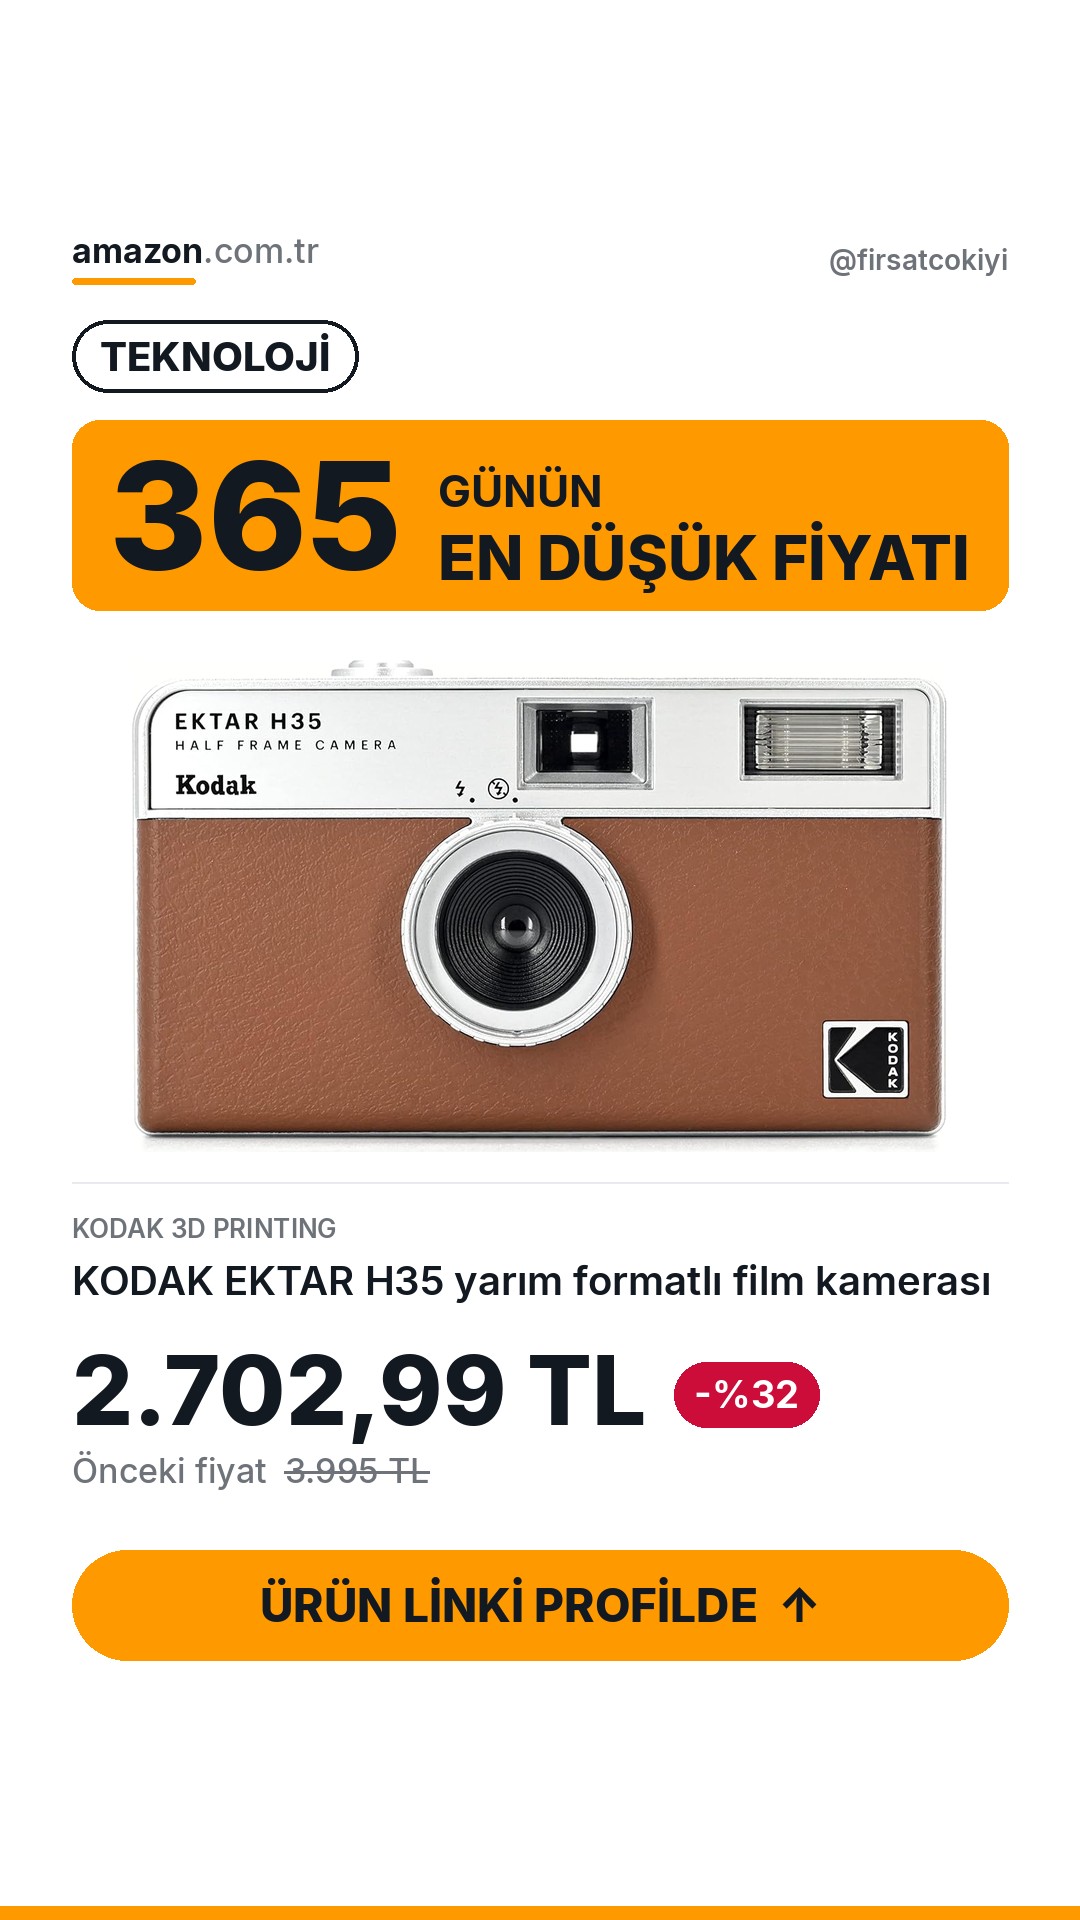 amazon.com.tr
@firsatcokiyi
TEKNOLOJİ
365
GÜNÜN
EN DÜŞÜK FİYATI
EKTAR H35
HALF FRAME CAMERA
Kodak
KODAK
KODAK 3D PRINTING
KODAK EKTAR H35 yarım formatlı film kamerası
2.702,99 TL
-%32
Önceki fiyat 3.995 TL
ÜRÜN LİNKİ PROFİLDE ↑